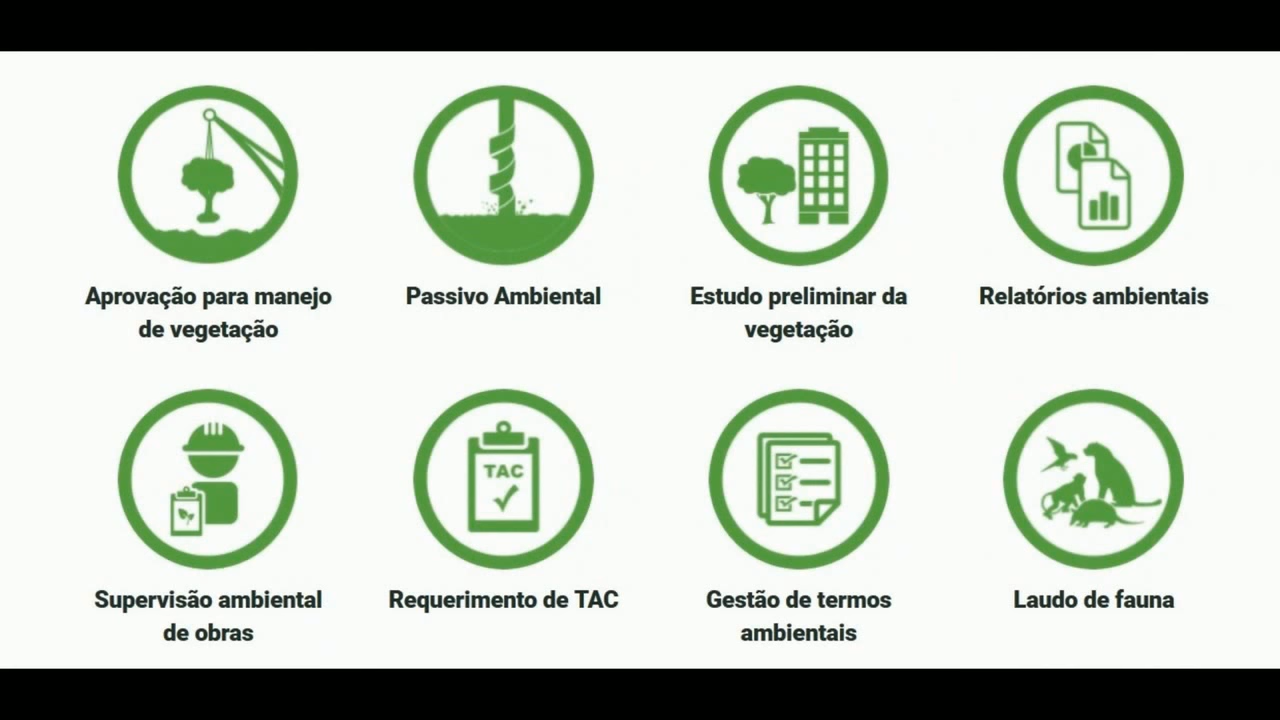 Aprovação para manejo
de vegetação
Passivo Ambiental
Estudo preliminar da
vegetação
Relatórios ambientais
Supervisão ambiental
de obras
TAC
Requerimento de TAC
Gestão de termos
ambientais
Laudo de fauna